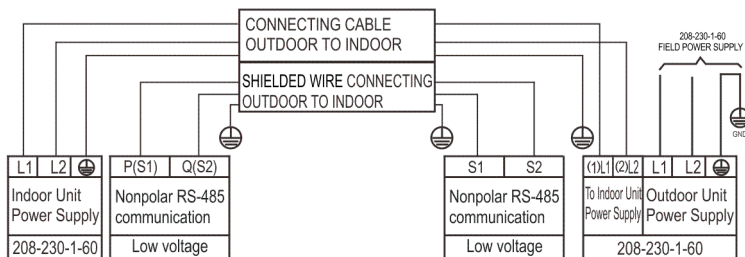 CONNECTING CABLE
OUTDOOR TO INDOOR
SHIELDED WIRE CONNECTING
OUTDOOR TO INDOOR
208-230-1-60
FIELD POWER SUPPLY
GND
L1 L2
Indoor Unit
Power Supply
208-230-1-60
P(S1) Q(S2)
Nonpolar RS-485
communication
Low voltage
S1 S2
Nonpolar RS-485
communication
Low voltage
(1)L1 (2)L2 L1 L2
To Indoor Unit
Power Supply
Outdoor Unit
Power Supply
208-230-1-60